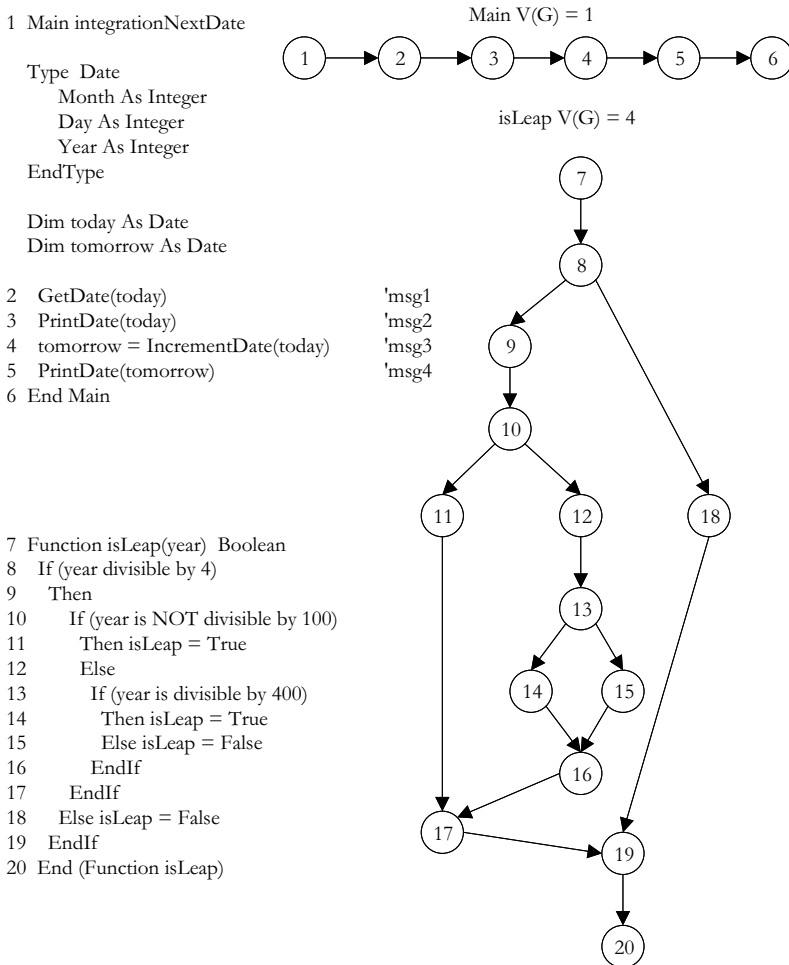 1 Main integrationNextDate
Type Date
Month As Integer
Day As Integer
Year As Integer
EndType
Dim today As Date
Dim tomorrow As Date
2 GetDate(today) 'msg1
3 PrintDate(today) 'msg2
4 tomorrow = IncrementDate(today) 'msg3
5 PrintDate(tomorrow) 'msg4
6 End Main
7 Function isLeap(year) Boolean
8 If (year divisible by 4)
9 Then
10 If (year is NOT divisible by 100)
11 Then isLeap = True
12 Else
13 If (year is divisible by 400)
14 Then isLeap = True
15 Else isLeap = False
16 EndIf
17 EndIf
18 Else isLeap = False
19 EndIf
20 End (Function isLeap)
Main V(G) = 1
1 2 3 4 5 6
isLeap V(G) = 4
7
8
9
10
11 12 18
13
14 15
16
17
19
20